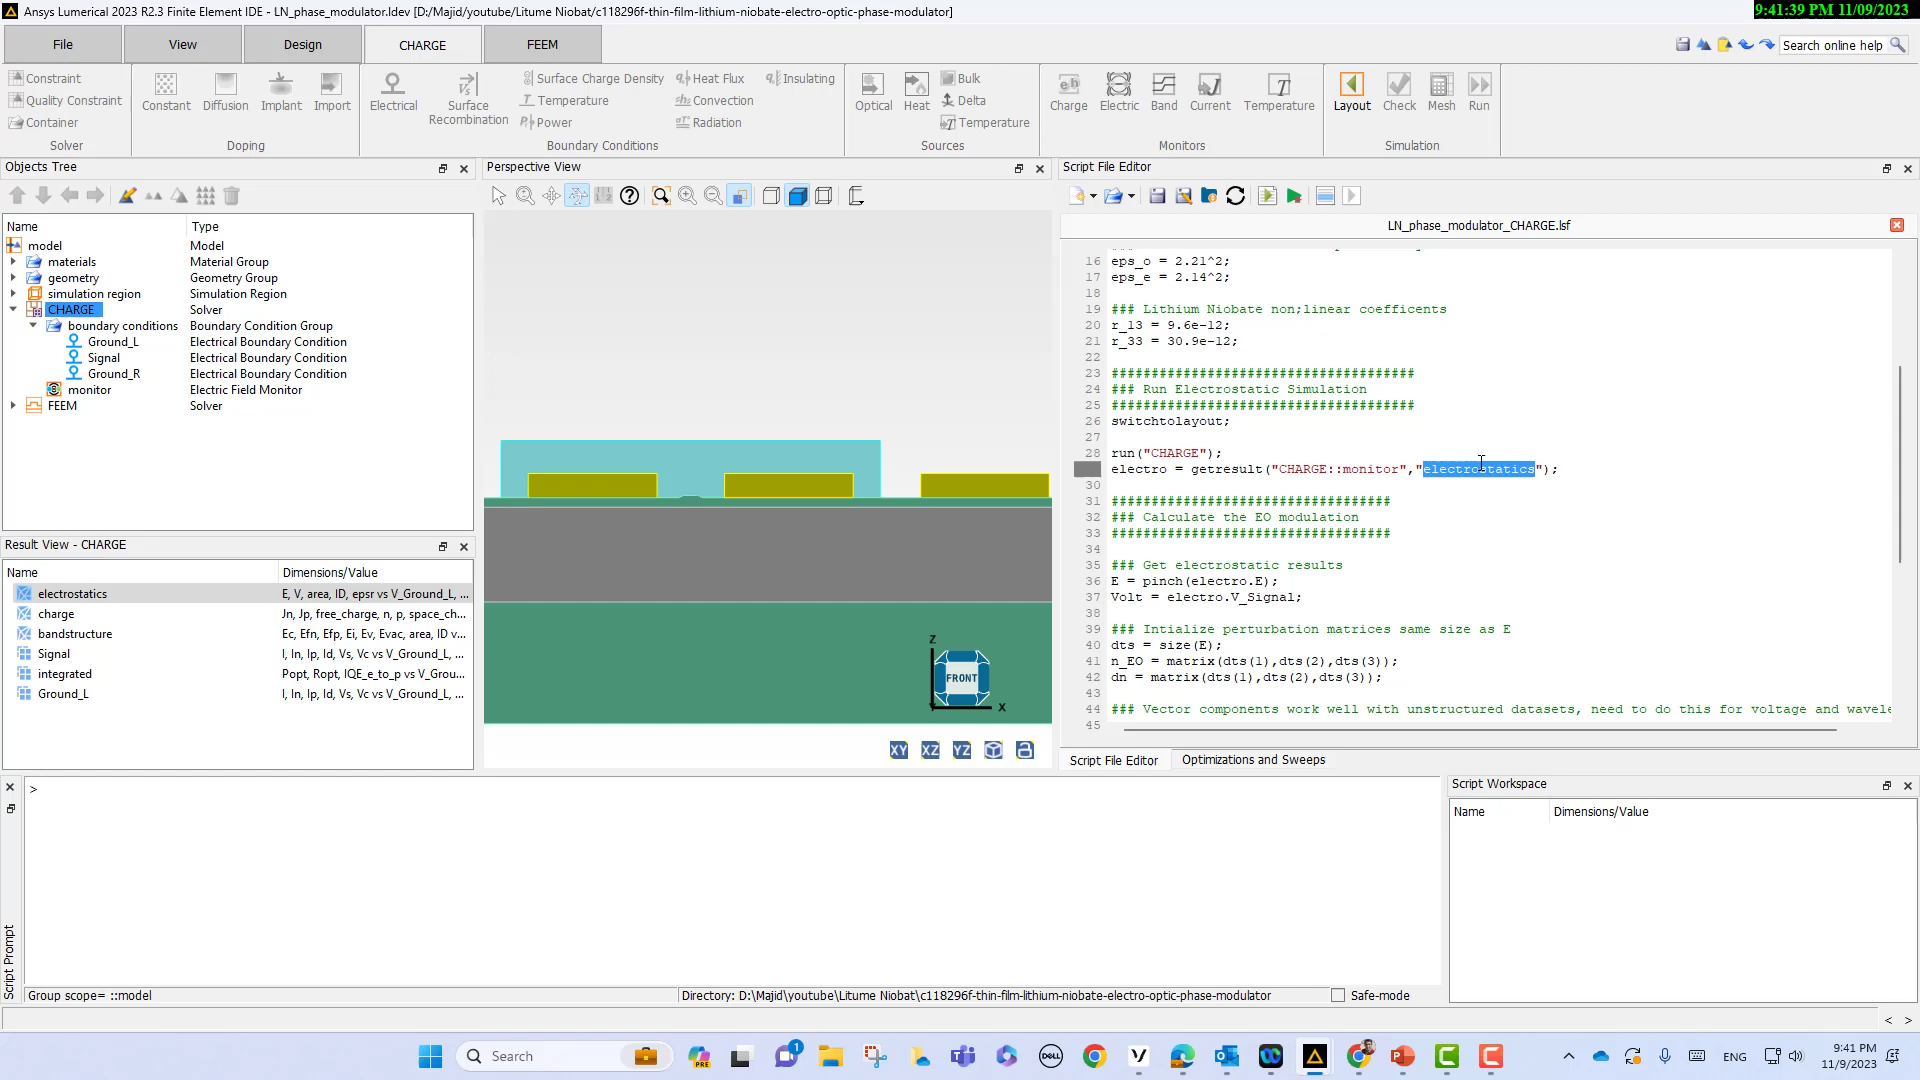 Ansys Lumerical 2023 R2.3 Finite Element IDE - LN_phase_modulator.ldev [D:/Majid/youtube/Litume Niobat/c118296f-thin-film-lithium-niobate-electro-optic-phase-modulator]
9:41:39 PM 11/09/2023
File
View
Design
CHARGE
FEEM
Search online help
Constraint
Quality Constraint
Container
Solver
Constant
Diffusion
Implant
Import
Doping
Electrical
Surface Recombination
Surface Charge Density
Temperature
Power
Heat Flux
Convection
Radiation
Insulating
Boundary Conditions
Optical
Heat
Bulk
Delta
Temperature
Sources
Charge
Electric
Band
Current
Temperature
Monitors
Layout
Check
Mesh
Run
Simulation
Objects Tree
Name Type
model Model
materials Material Group
geometry Geometry Group
simulation region Simulation Region
CHARGE Solver
boundary conditions Boundary Condition Group
Ground_L Electrical Boundary Condition
Signal Electrical Boundary Condition
Ground_R Electrical Boundary Condition
monitor Electric Field Monitor
FEEM Solver
Result View - CHARGE
Name Dimensions/Value
electrostatics E, V, area, ID, epsr vs V_Ground_L, ...
charge Jn, Jp, free_charge, n, p, space_ch...
bandstructure Ec, Efn, Efp, Ei, Ev, Evac, area, ID v...
Signal I, In, Ip, Id, Vs, Vc vs V_Ground_L, ...
integrated Popt, Ropt, IQE_e_to_p vs V_Grou...
Ground_L I, In, Ip, Id, Vs, Vc vs V_Ground_L, ...
Perspective View
Z
FRONT
X
XY XZ YZ
Script File Editor
LN_phase_modulator_CHARGE.lsf
16 eps_o = 2.21^2;
17 eps_e = 2.14^2;
18
19 ### Lithium Niobate non;linear coefficents
20 r_13 = 9.6e-12;
21 r_33 = 30.9e-12;
22
23 ######################################
24 ### Run Electrostatic Simulation
25 ######################################
26 switchtolayout;
27
28 run("CHARGE");
electro = getresult("CHARGE::monitor","electrostatics");
30
31 ###################################
32 ### Calculate the EO modulation
33 ###################################
34
35 ### Get electrostatic results
36 E = pinch(electro.E);
37 Volt = electro.V_Signal;
38
39 ### Intialize perturbation matrices same size as E
40 dts = size(E);
41 n_EO = matrix(dts(1),dts(2),dts(3));
42 dn = matrix(dts(1),dts(2),dts(3));
43
44 ### Vector components work well with unstructured datasets, need to do this for voltage and wavele
45
Script File Editor
Optimizations and Sweeps
>
Script Prompt
Group scope= ::model
Directory: D:\Majid\youtube\Litume Niobat\c118296f-thin-film-lithium-niobate-electro-optic-phase-modulator
Safe-mode
Script Workspace
Name Dimensions/Value
< >
Search
PRE
1
DELL
ENG
9:41 PM
11/9/2023